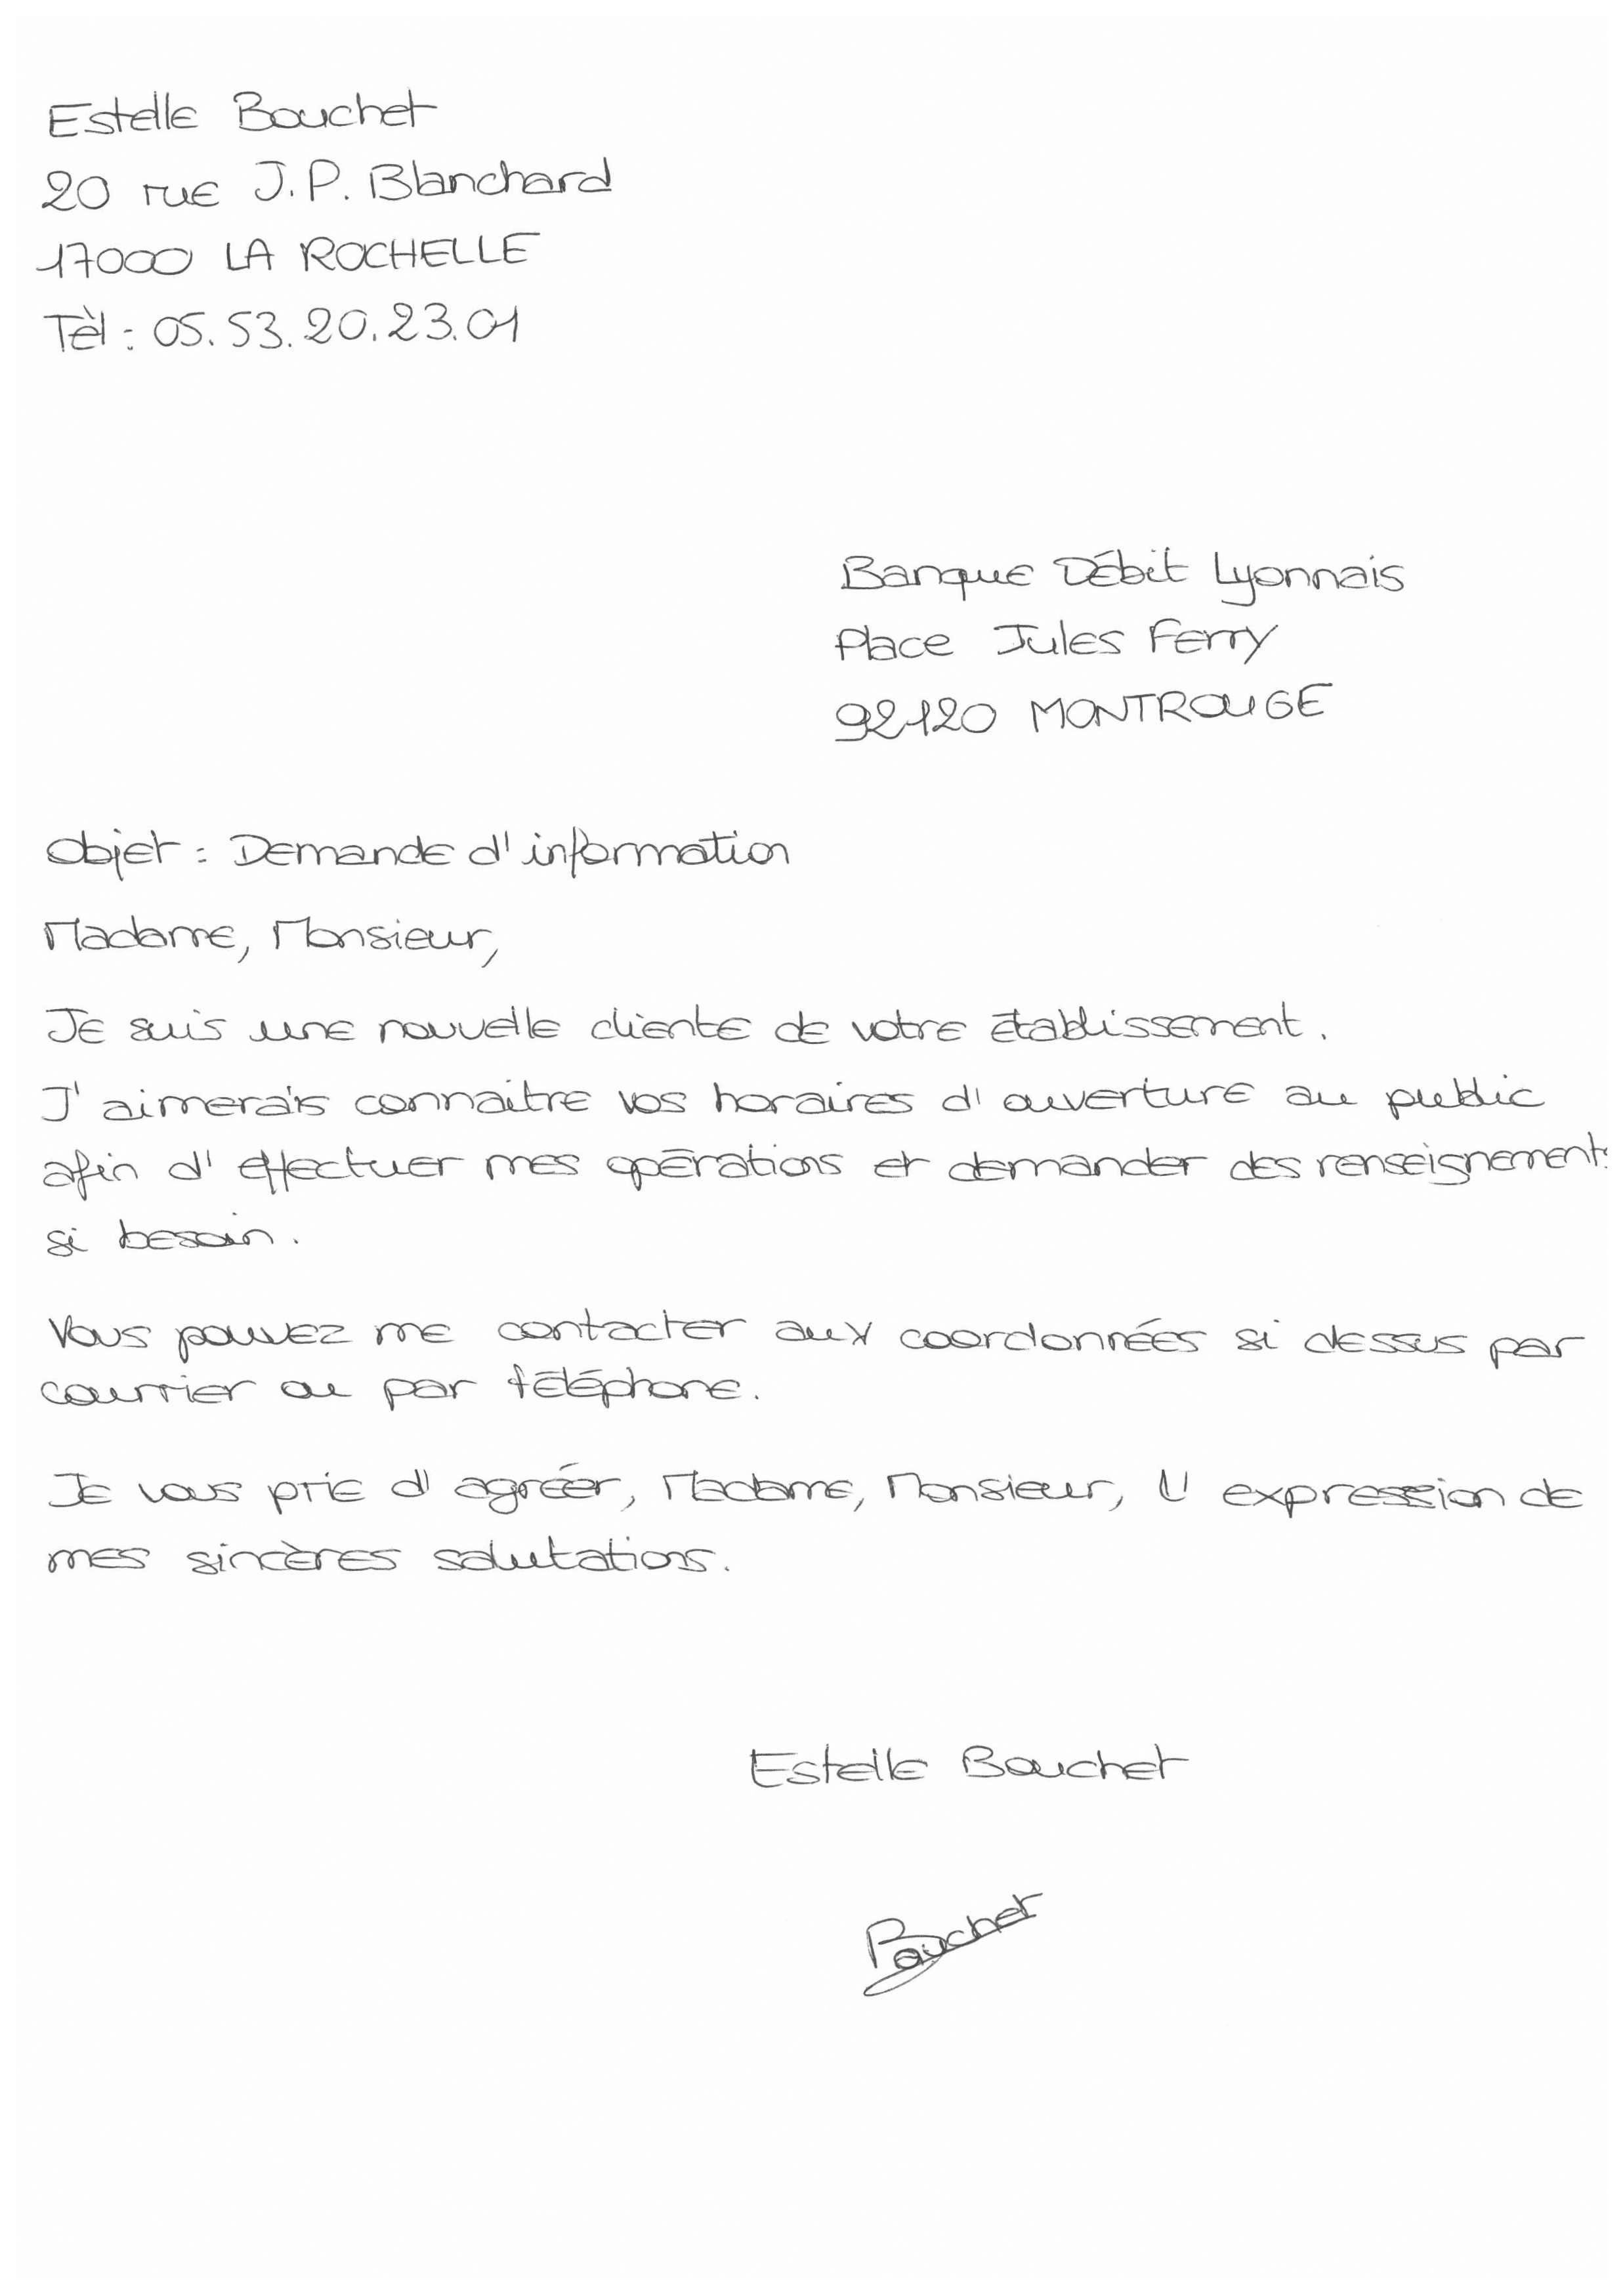 Estelle Bouchet
20 rue J.P. Blanchard
17000 LA ROCHELLE
Tèl : 05.53.20.23.01
Banque Débit Lyonnais
Place Jules Ferry
92120 MONTROUGE
Objet : Demande d'information
Madame, Monsieur,
Je suis une nouvelle cliente de votre établissement.
J'aimerais connaitre vos horaires d'ouverture au public
afin d'effectuer mes opérations et demander des renseignements
si besoin.
Vous pouvez me contacter aux coordonnées si dessus par
courrier ou par téléphone.
Je vous prie d'agréer, Madame, Monsieur, l'expression de
mes sincères salutations.
Estelle Bouchet
Bouchet